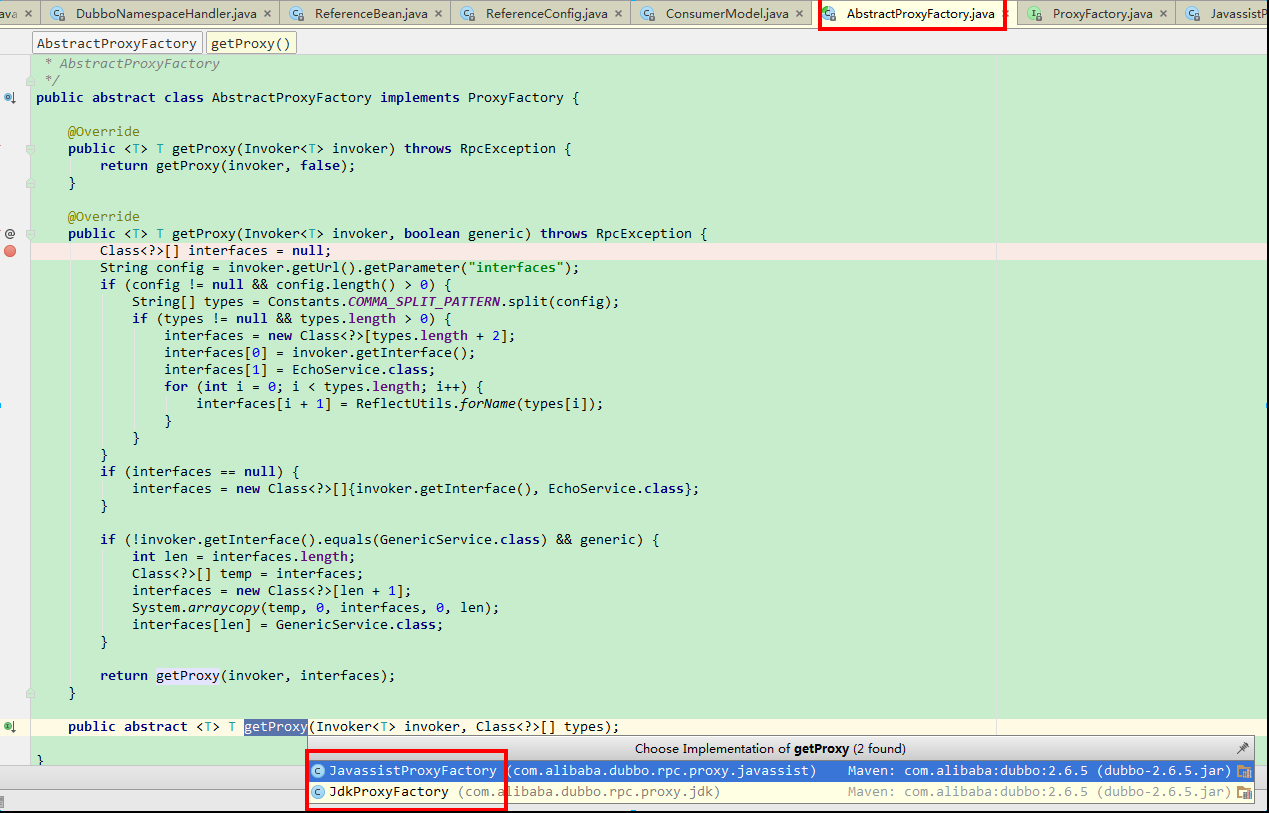 ava DubboNamespaceHandler.java ReferenceBean.java ReferenceConfig.java ConsumerModel.java AbstractProxyFactory.java ProxyFactory.java JavassistP
AbstractProxyFactory getProxy()
 * AbstractProxyFactory
 */
public abstract class AbstractProxyFactory implements ProxyFactory {

    @Override
    public <T> T getProxy(Invoker<T> invoker) throws RpcException {
        return getProxy(invoker, false);
    }

    @Override
    public <T> T getProxy(Invoker<T> invoker, boolean generic) throws RpcException {
        Class<?>[] interfaces = null;
        String config = invoker.getUrl().getParameter("interfaces");
        if (config != null && config.length() > 0) {
            String[] types = Constants.COMMA_SPLIT_PATTERN.split(config);
            if (types != null && types.length > 0) {
                interfaces = new Class<?>[types.length + 2];
                interfaces[0] = invoker.getInterface();
                interfaces[1] = EchoService.class;
                for (int i = 0; i < types.length; i++) {
                    interfaces[i + 1] = ReflectUtils.forName(types[i]);
                }
            }
        }
        if (interfaces == null) {
            interfaces = new Class<?>[]{invoker.getInterface(), EchoService.class};
        }

        if (!invoker.getInterface().equals(GenericService.class) && generic) {
            int len = interfaces.length;
            Class<?>[] temp = interfaces;
            interfaces = new Class<?>[len + 1];
            System.arraycopy(temp, 0, interfaces, 0, len);
            interfaces[len] = GenericService.class;
        }

        return getProxy(invoker, interfaces);
    }

    public abstract <T> T getProxy(Invoker<T> invoker, Class<?>[] types);
Choose Implementation of getProxy (2 found)
}
JavassistProxyFactory (com.alibaba.dubbo.rpc.proxy.javassist) Maven: com.alibaba:dubbo:2.6.5 (dubbo-2.6.5.jar)
JdkProxyFactory (com.alibaba.dubbo.rpc.proxy.jdk) Maven: com.alibaba:dubbo:2.6.5 (dubbo-2.6.5.jar)